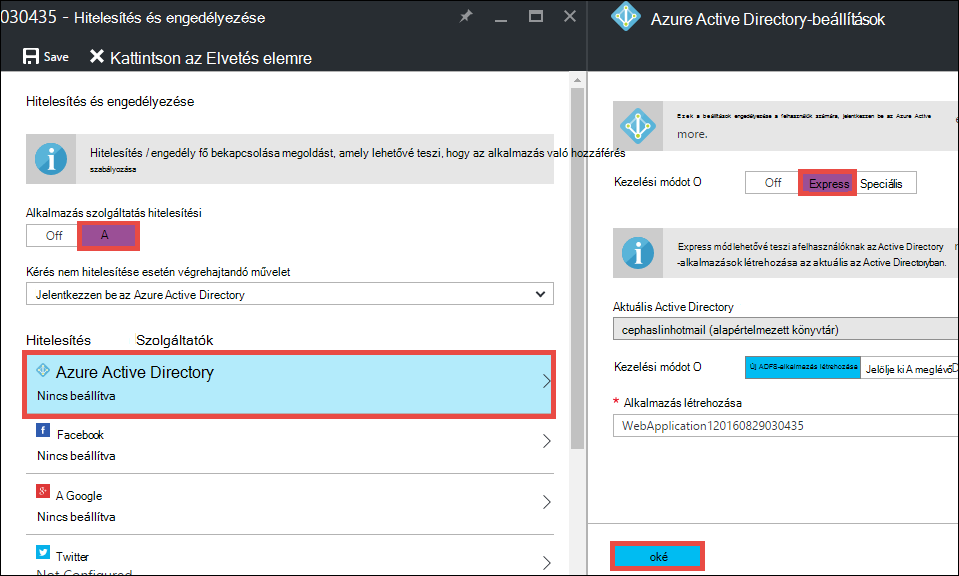 030435 - Hitelesítés és engedélyezése
Save
Kattintson az Elvetés elemre
Hitelesítés és engedélyezése
Hitelesítés / engedély fő bekapcsolása megoldást, amely lehetővé teszi, hogy az alkalmazás való hozzáférés
szabályozása
Alkalmazás szolgáltatás hitelesítési
Off
A
Kérés nem hitelesítése esetén végrehajtandó művelet
Jelentkezzen be az Azure Active Directory
Hitelesítés Szolgáltatók
Azure Active Directory
Nincs beállítva
Facebook
Nincs beállítva
A Google
Nincs beállítva
Twitter
Not Configured
Azure Active Directory-beállítások
Ezek a beállítások engedélyezése a felhasználók számára, jelentkezzen be az Azure Active
more.
Kezelési módot O
Off
Express
Speciális
Express mód lehetővé teszi a felhasználóknak az Active Directory
-alkalmazások létrehozása az aktuális az Active Directoryban.
Aktuális Active Directory
cephaslinhotmail (alapértelmezett könyvtár)
Kezelési módot O
Új ADFS-alkalmazás létrehozása
Jelölje ki A meglévő
* Alkalmazás létrehozása
WebApplication120160829030435
oké